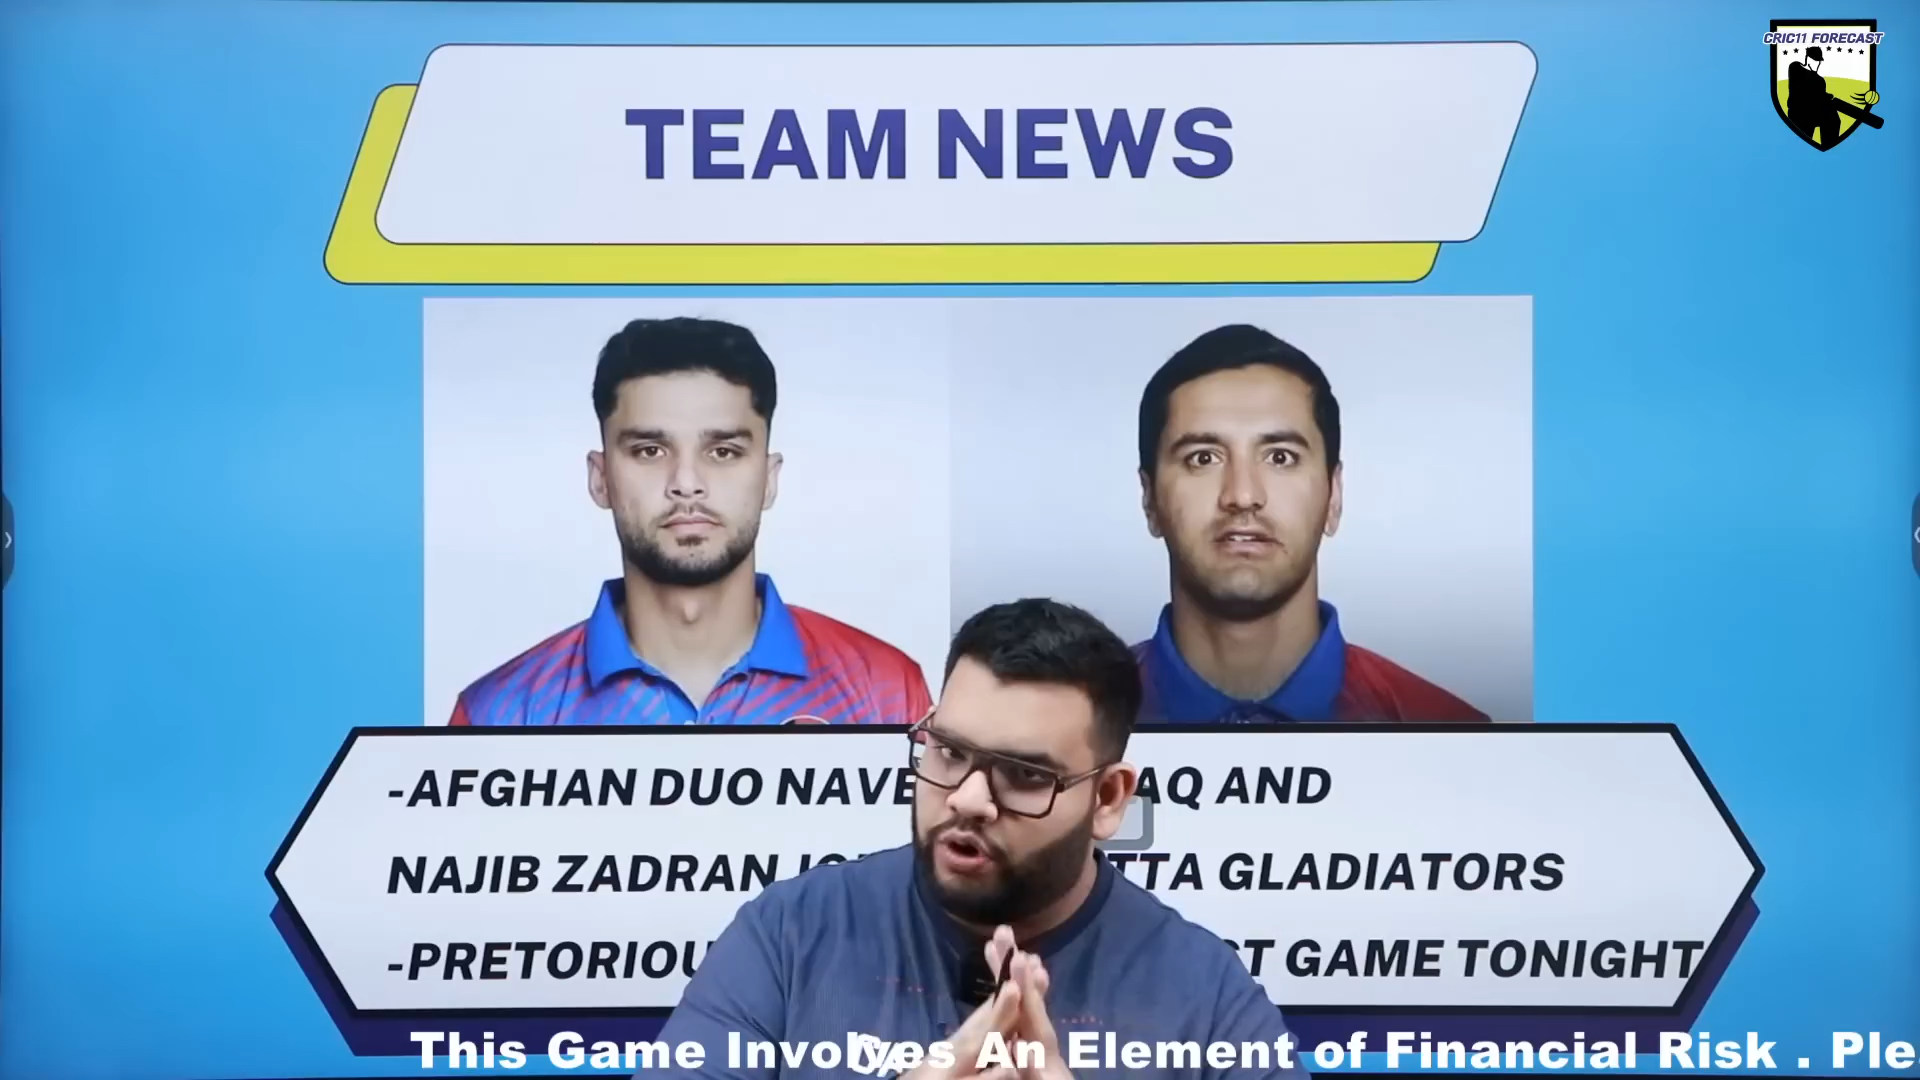 CRIC11 FORECAST
TEAM NEWS
-AFGHAN DUO NAVE AQ AND
NAJIB ZADRAN TTA GLADIATORS
-PRETORIOU ST GAME TONIGHT
This Game Involves An Element of Financial Risk . Ple